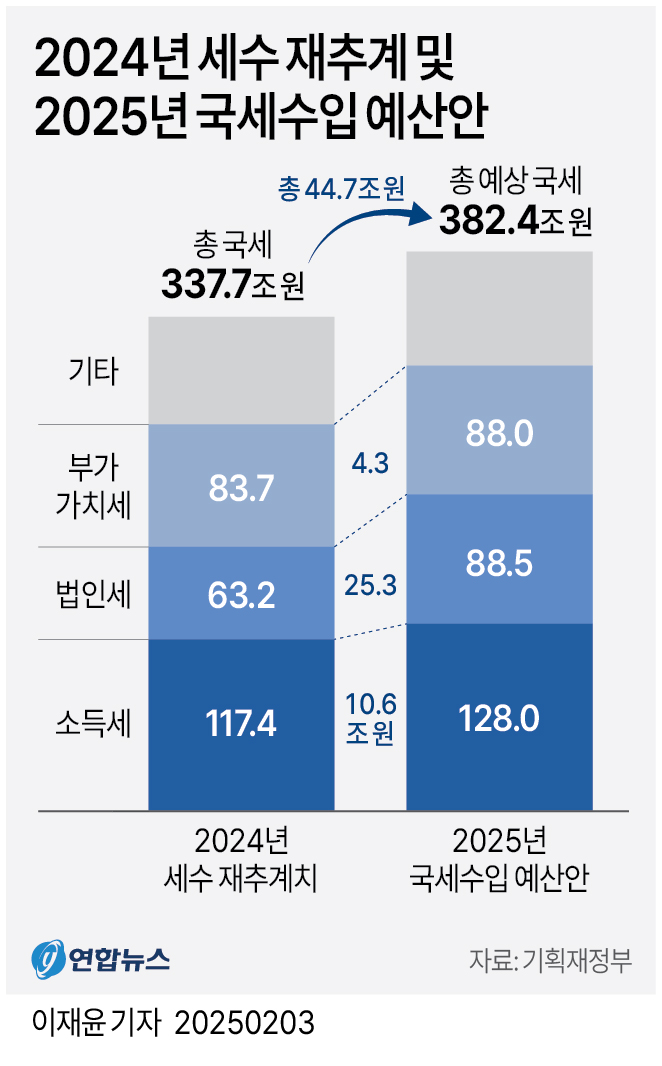 2024년 세수 재추계 및
2025년 국세수입 예산안
총 44.7조원
총 예상 국세
382.4조원
총 국세
337.7조원
기타
부가
가치세
83.7
4.3
88.0
법인세
63.2
25.3
88.5
소득세
117.4
10.6
조원
128.0
2024년
세수 재추계치
2025년
국세수입 예산안
연합뉴스
자료: 기획재정부
이재윤 기자 20250203